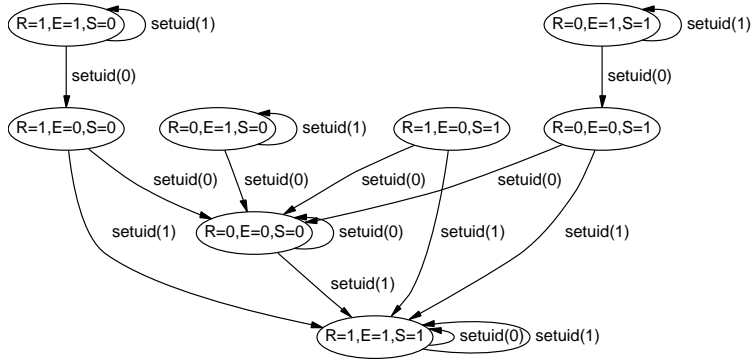 R=1,E=1,S=0
setuid(1)
R=0,E=1,S=1
setuid(1)
setuid(0)
setuid(0)
R=1,E=0,S=0
R=0,E=1,S=0
setuid(1)
R=1,E=0,S=1
R=0,E=0,S=1
setuid(0)
setuid(0)
setuid(0)
setuid(0)
setuid(1)
R=0,E=0,S=0
setuid(0)
setuid(1)
setuid(1)
setuid(1)
R=1,E=1,S=1
setuid(0)
setuid(1)